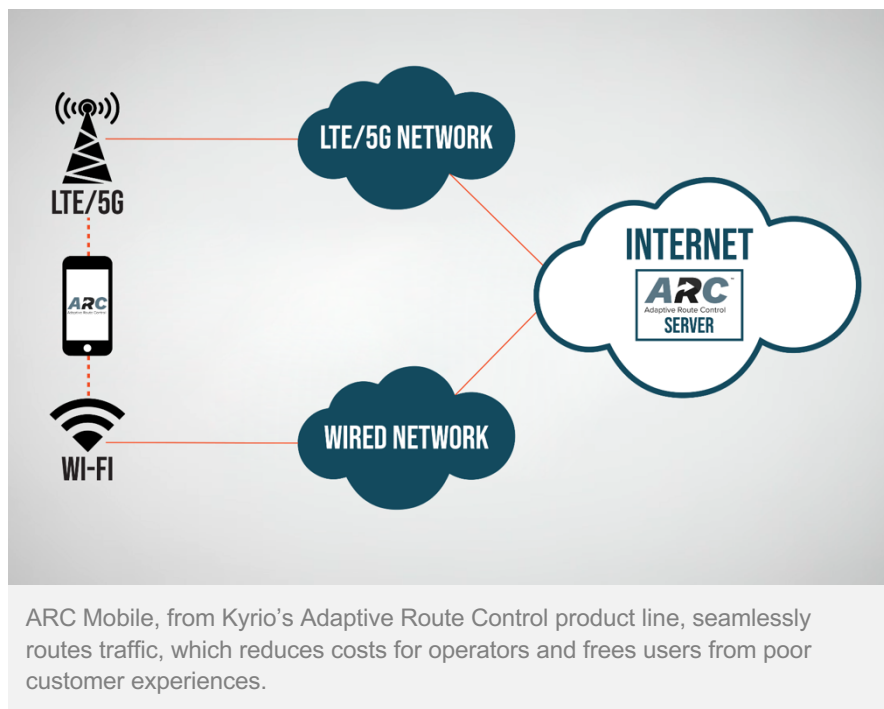 LTE/5G NETWORK
LTE/5G
INTERNET
ARC™
Adaptive Route Control
SERVER
ARC
Adaptive Route Control
WIRED NETWORK
WI-FI
ARC Mobile, from Kyrio’s Adaptive Route Control product line, seamlessly
routes traffic, which reduces costs for operators and frees users from poor
customer experiences.